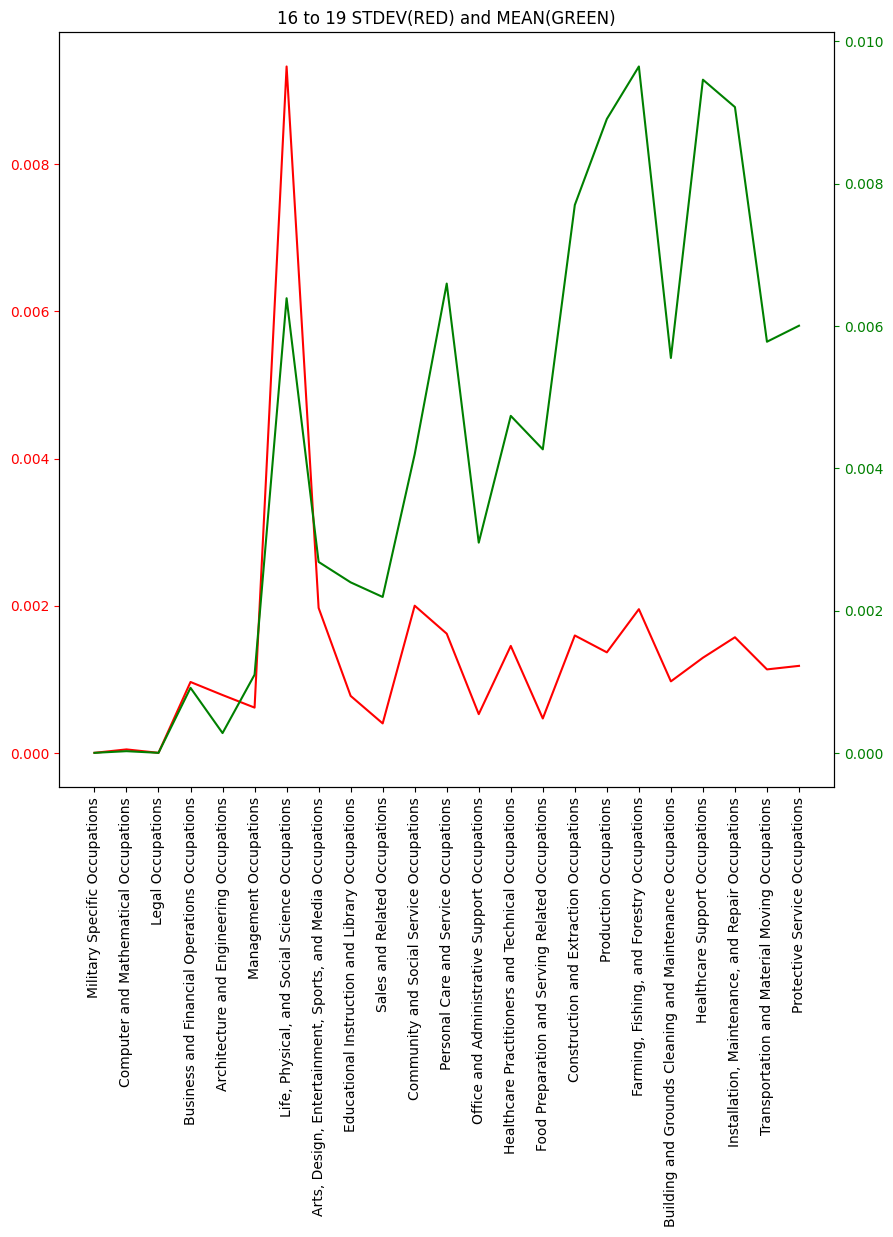 16 to 19 STDEV(RED) and MEAN(GREEN)
0.008
0.006
0.004
0.002
0.000
0.010
0.008
0.006
0.004
0.002
0.000
Military Specific Occupations
Computer and Mathematical Occupations
Legal Occupations
Business and Financial Operations Occupations
Architecture and Engineering Occupations
Management Occupations
Life, Physical, and Social Science Occupations
Arts, Design, Entertainment, Sports, and Media Occupations
Educational Instruction and Library Occupations
Sales and Related Occupations
Community and Social Service Occupations
Personal Care and Service Occupations
Office and Administrative Support Occupations
Healthcare Practitioners and Technical Occupations
Food Preparation and Serving Related Occupations
Construction and Extraction Occupations
Production Occupations
Farming, Fishing, and Forestry Occupations
Building and Grounds Cleaning and Maintenance Occupations
Healthcare Support Occupations
Installation, Maintenance, and Repair Occupations
Transportation and Material Moving Occupations
Protective Service Occupations